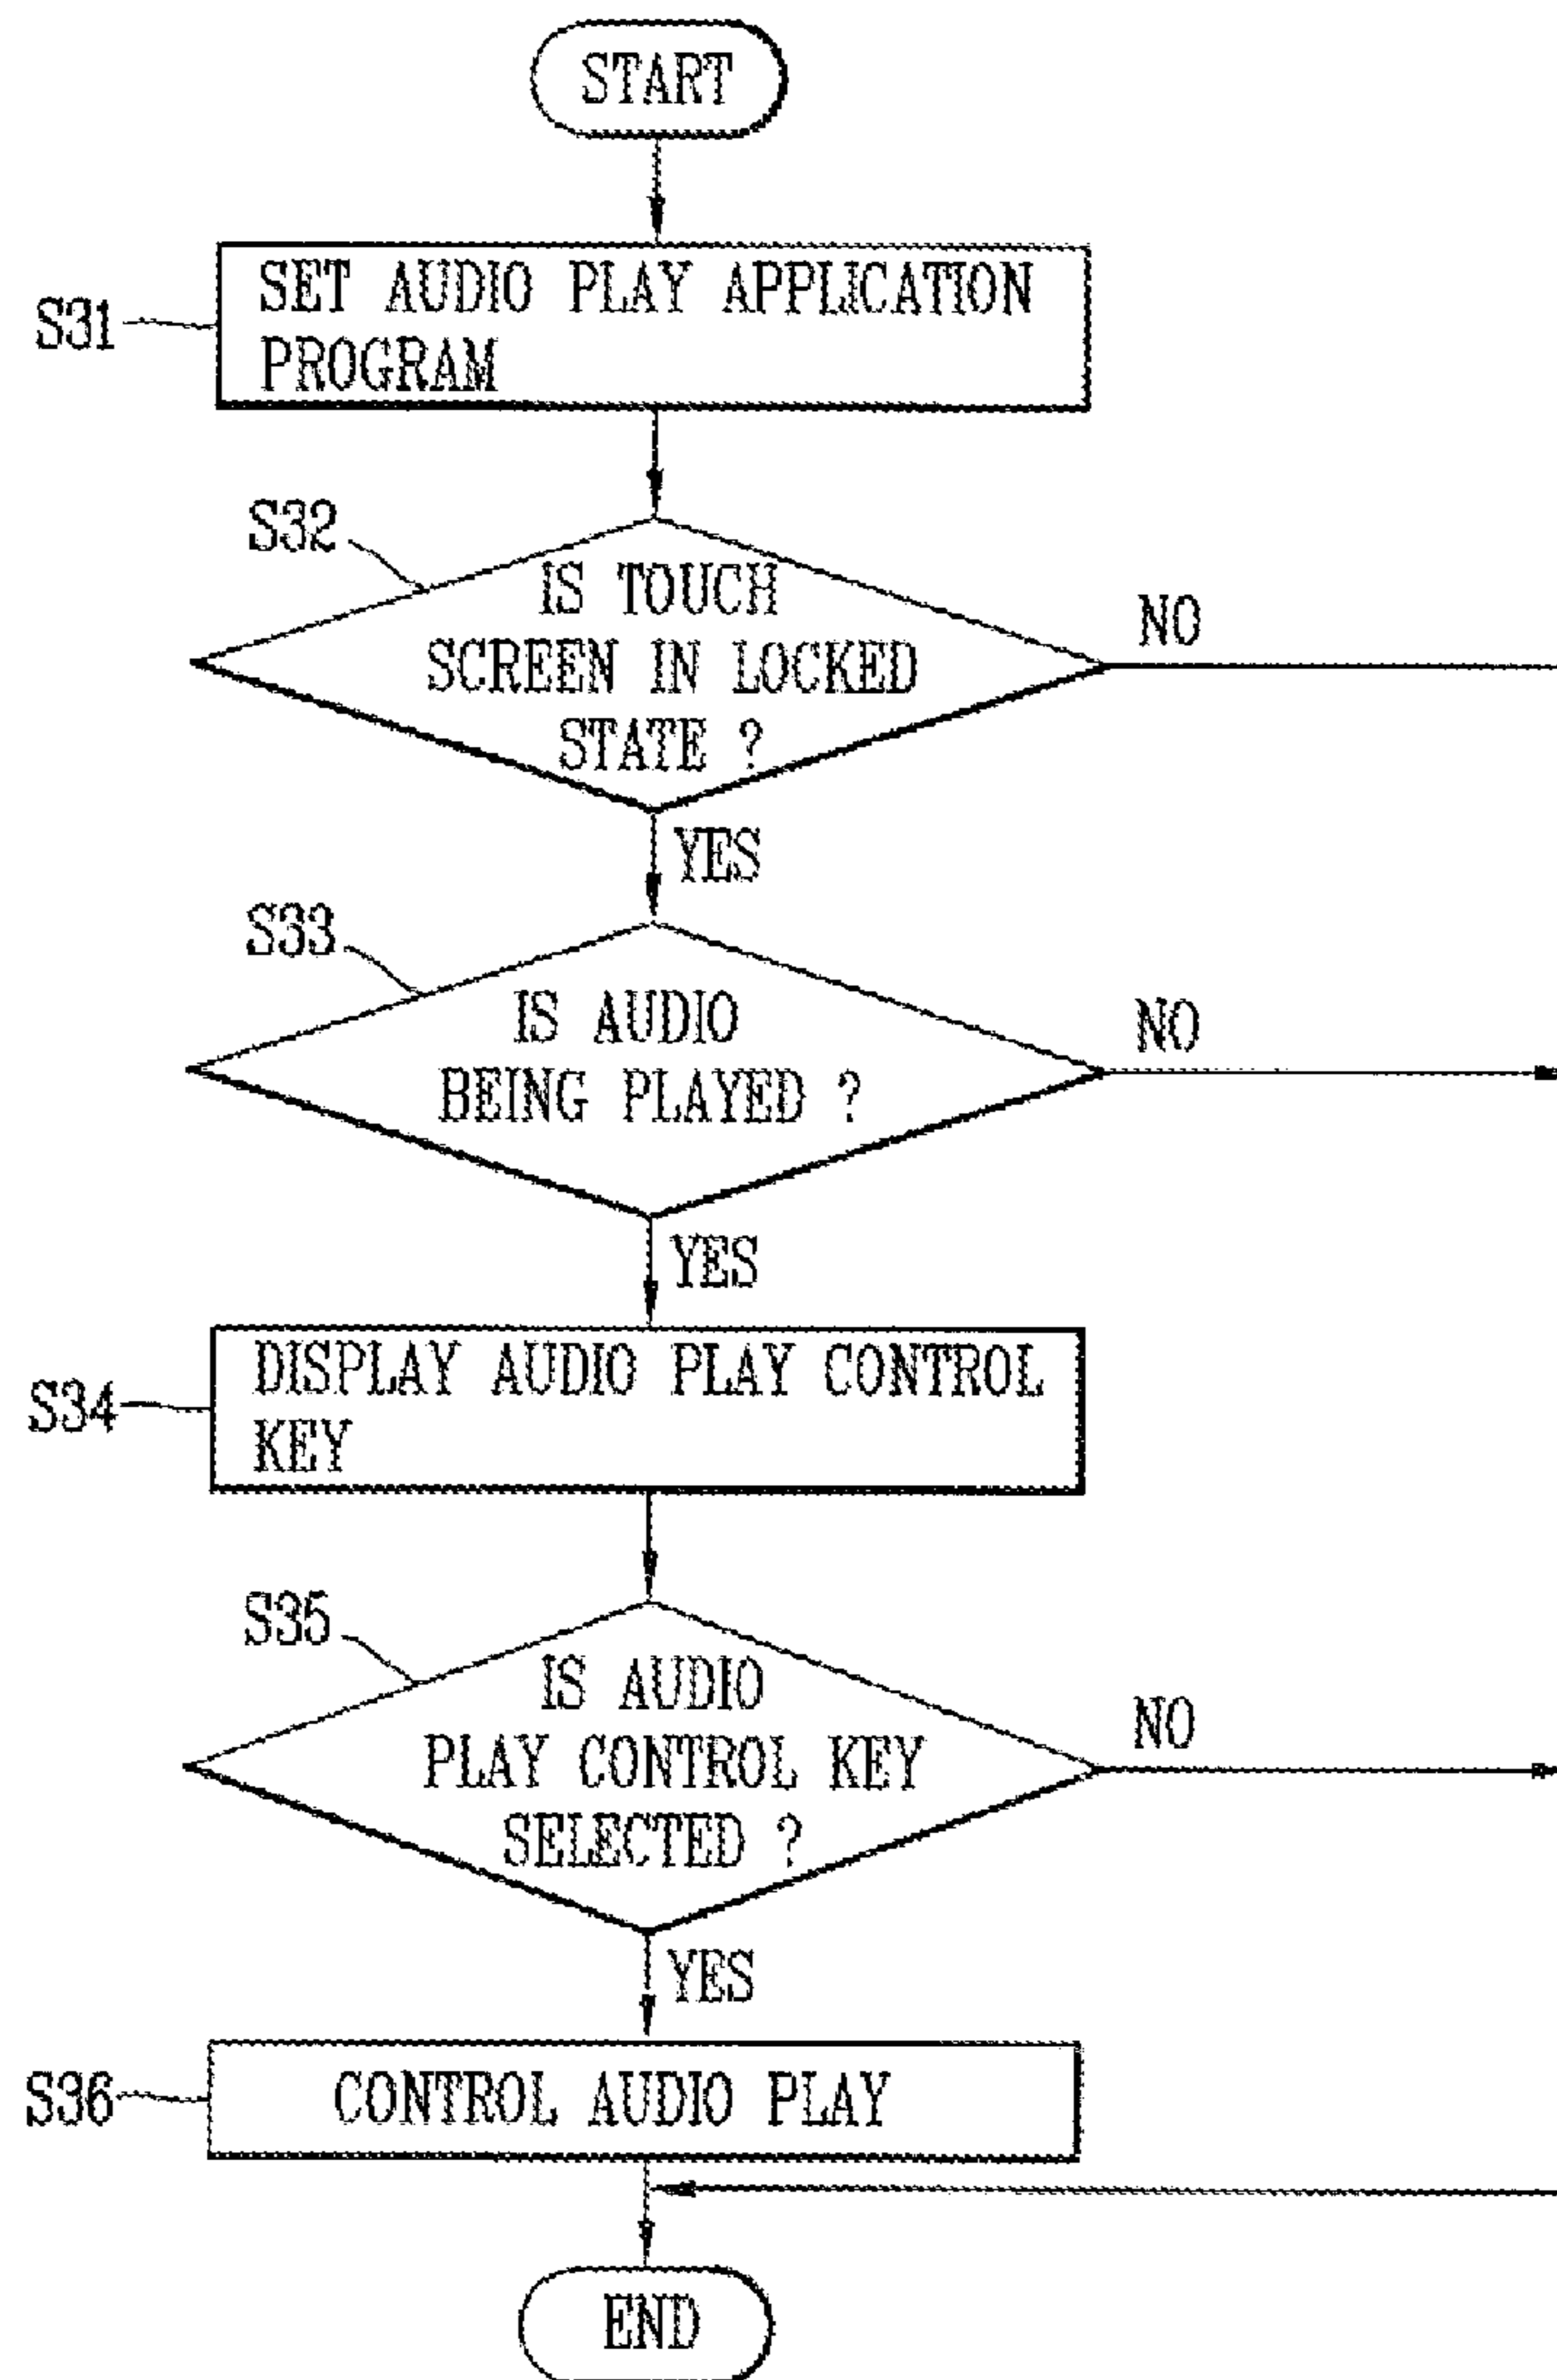 START
S31
SET AUDIO PLAY APPLICATION
PROGRAM
S32
IS TOUCH
SCREEN IN LOCKED
STATE ?
NO
YES
S33
IS AUDIO
BEING PLAYED ?
NO
YES
S34
DISPLAY AUDIO PLAY CONTROL
KEY
S35
IS AUDIO
PLAY CONTROL KEY
SELECTED ?
NO
YES
S36
CONTROL AUDIO PLAY
END